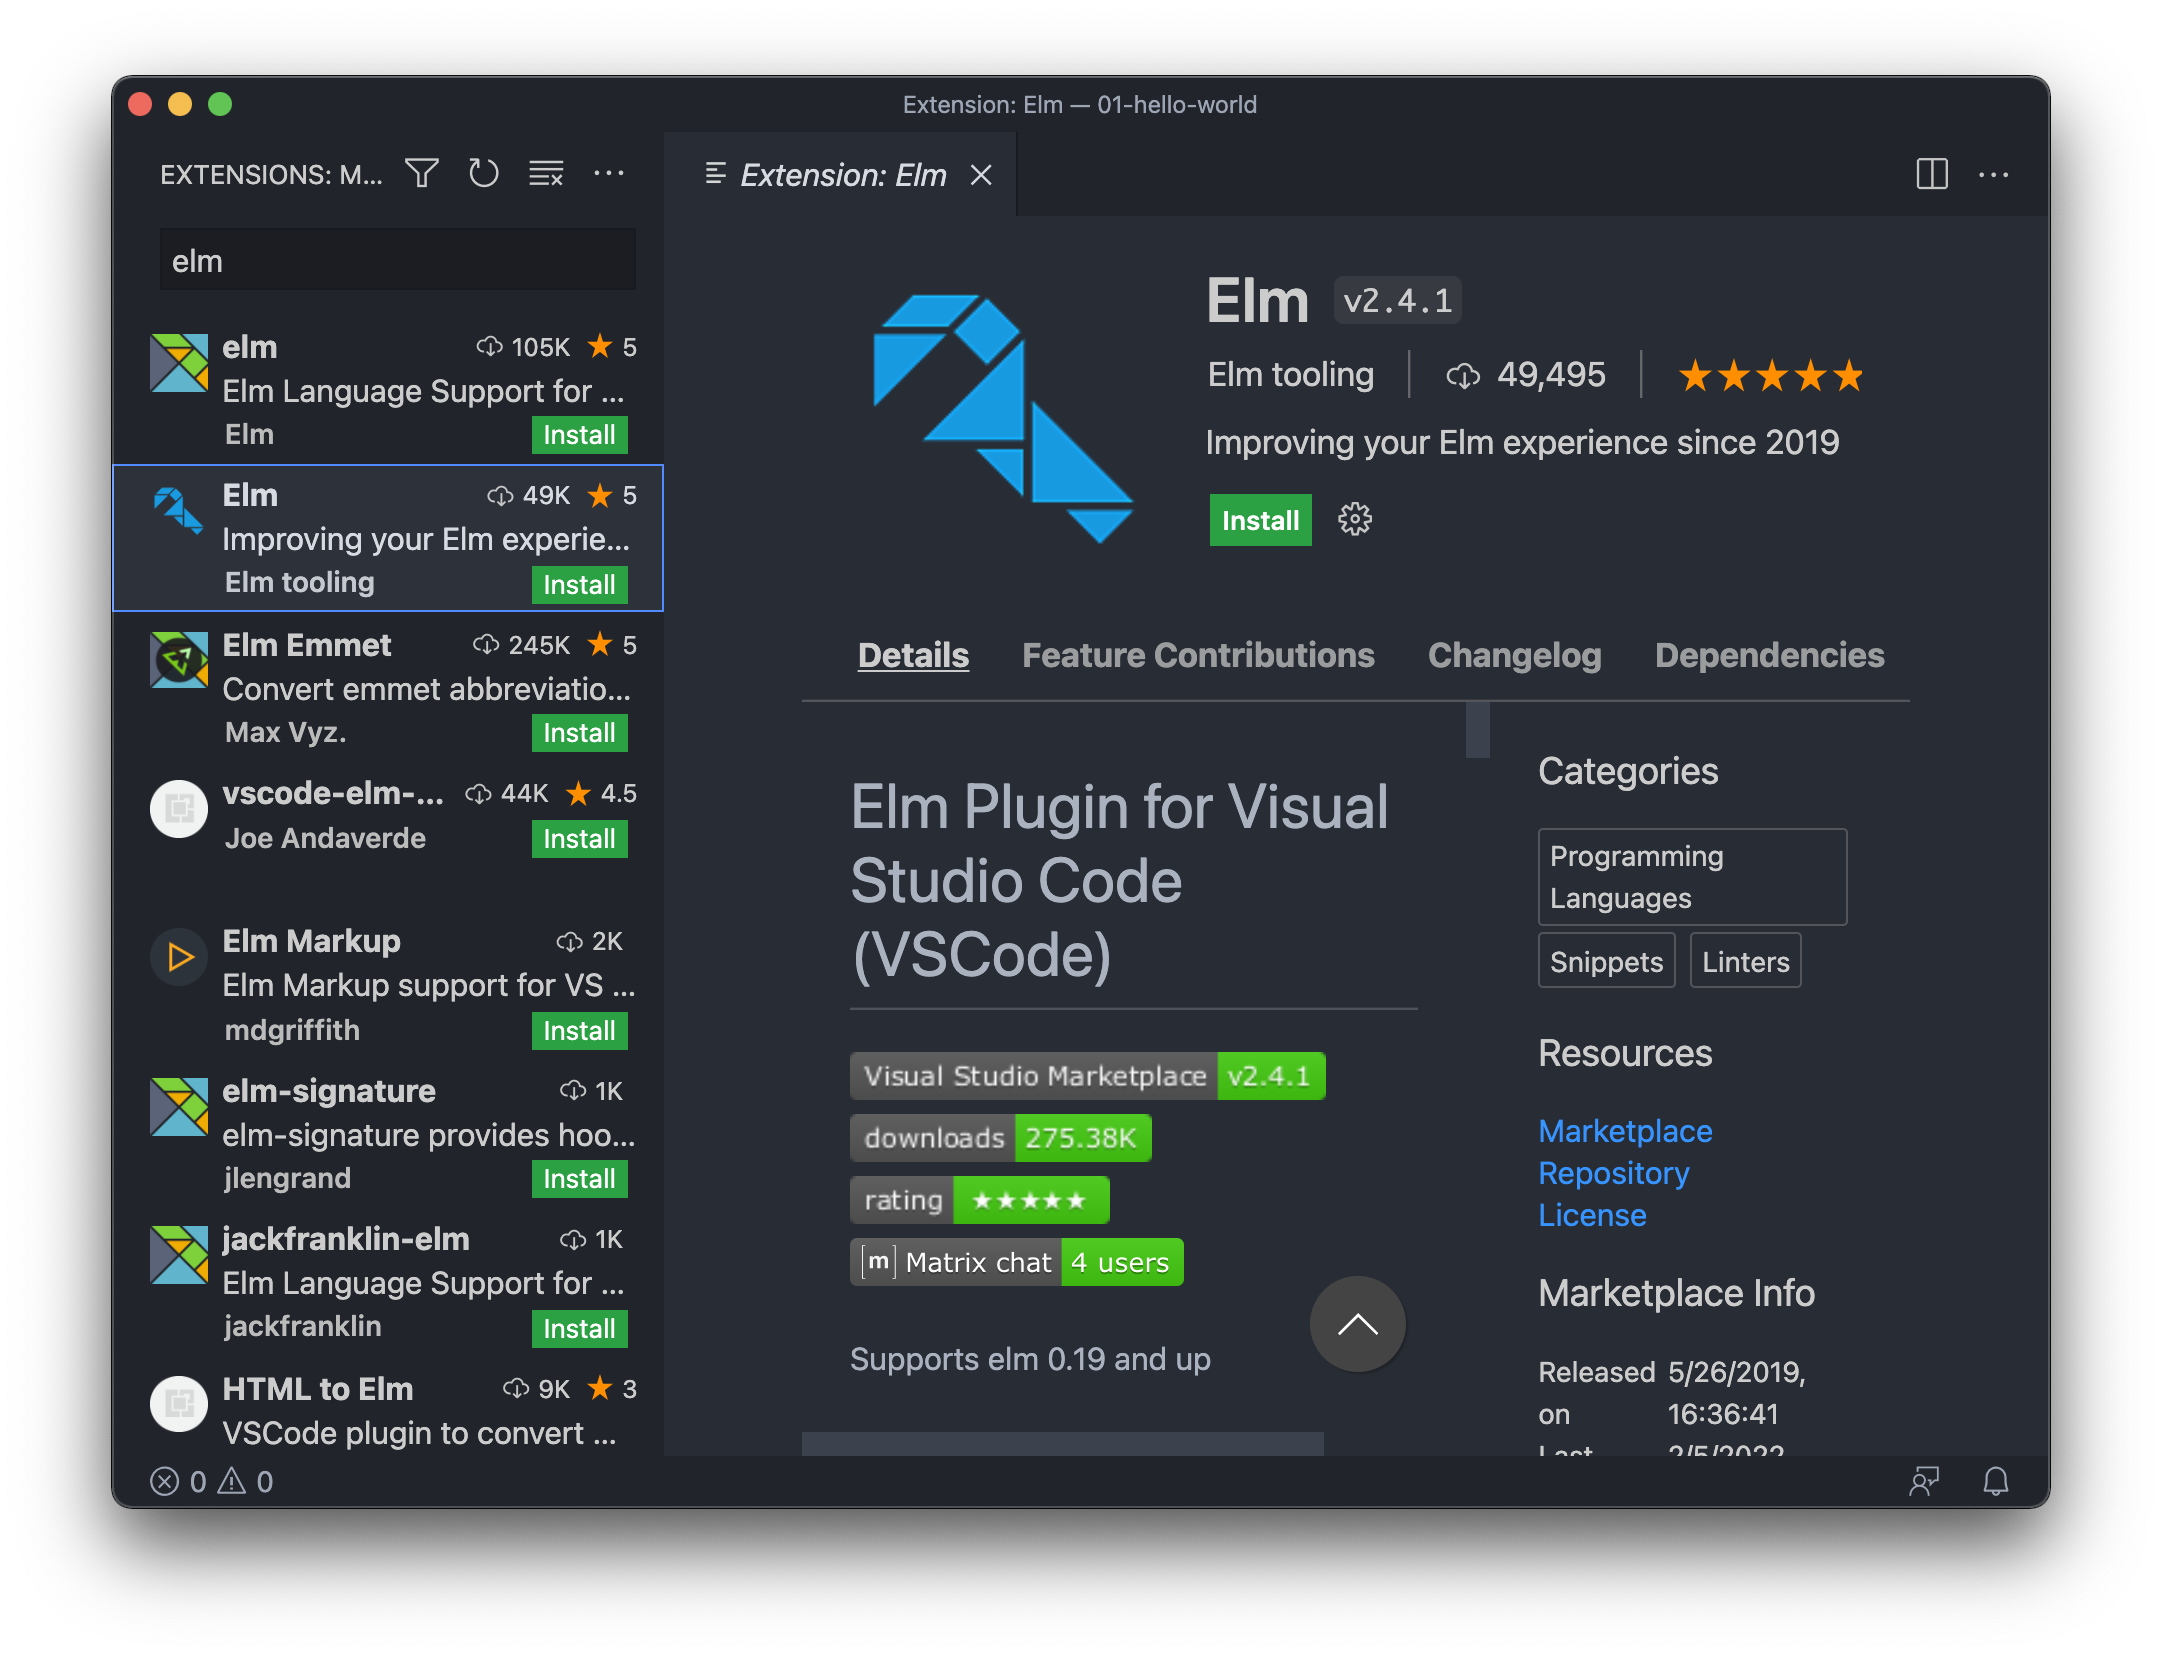 Extension: Elm — 01-hello-world
EXTENSIONS: M...
elm
elm 105K 5
Elm Language Support for ...
Elm Install
Elm 49K 5
Improving your Elm experie...
Elm tooling Install
Elm Emmet 245K 5
Convert emmet abbreviatio...
Max Vyz. Install
vscode-elm-... 44K 4.5
Joe Andaverde Install
Elm Markup 2K
Elm Markup support for VS ...
mdgriffith Install
elm-signature 1K
elm-signature provides hoo...
jlengrand Install
jackfranklin-elm 1K
Elm Language Support for ...
jackfranklin Install
HTML to Elm 9K 3
VSCode plugin to convert ...
Extension: Elm
Elm v2.4.1
Elm tooling 49,495
Improving your Elm experience since 2019
Install
Details Feature Contributions Changelog Dependencies
Elm Plugin for Visual
Studio Code
(VSCode)
Visual Studio Marketplace v2.4.1
downloads 275.38K
rating ★★★★★
[m] Matrix chat 4 users
Supports elm 0.19 and up
Categories
Programming
Languages
Snippets Linters
Resources
Marketplace
Repository
License
Marketplace Info
Released 5/26/2019,
on 16:36:41
Last 2/5/2022
0 0